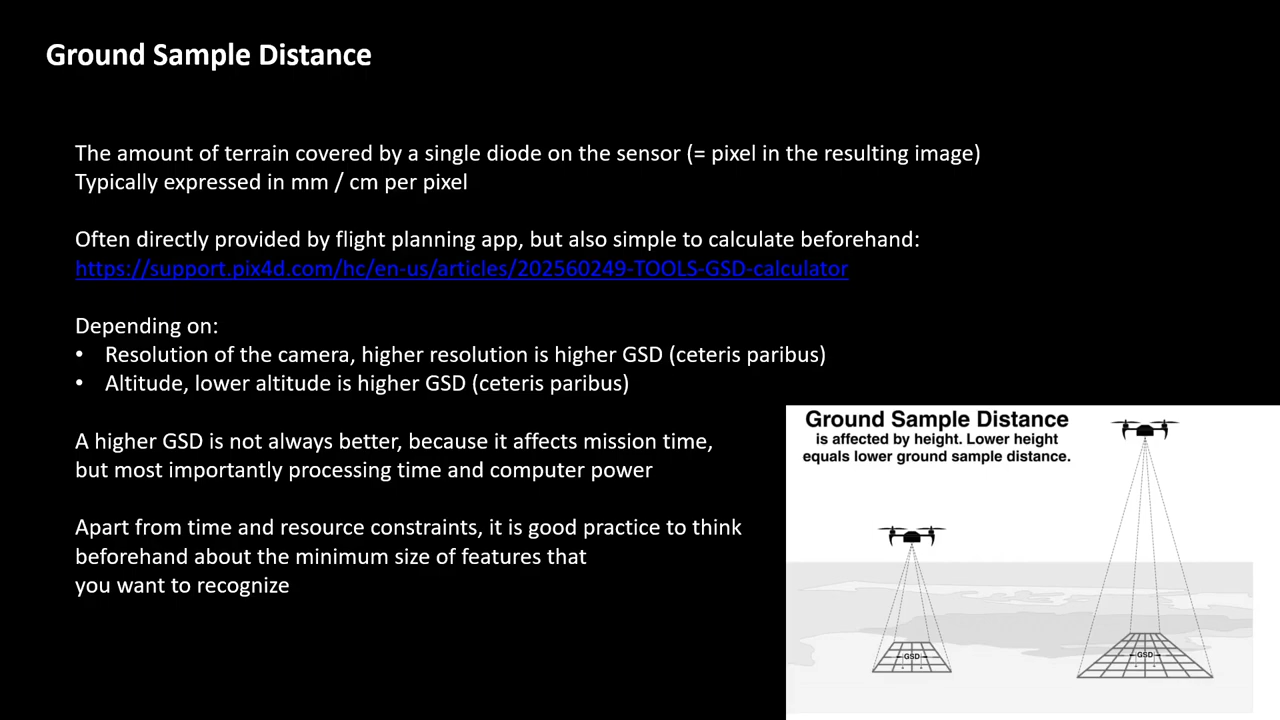 Ground Sample Distance
The amount of terrain covered by a single diode on the sensor (= pixel in the resulting image)
Typically expressed in mm / cm per pixel
Often directly provided by flight planning app, but also simple to calculate beforehand:
https://support.pix4d.com/hc/en-us/articles/202560249-TOOLS-GSD-calculator
Depending on:
• Resolution of the camera, higher resolution is higher GSD (ceteris paribus)
• Altitude, lower altitude is higher GSD (ceteris paribus)
A higher GSD is not always better, because it affects mission time,
but most importantly processing time and computer power
Apart from time and resource constraints, it is good practice to think
beforehand about the minimum size of features that
you want to recognize
Ground Sample Distance
is affected by height. Lower height
equals lower ground sample distance.
GSD
GSD